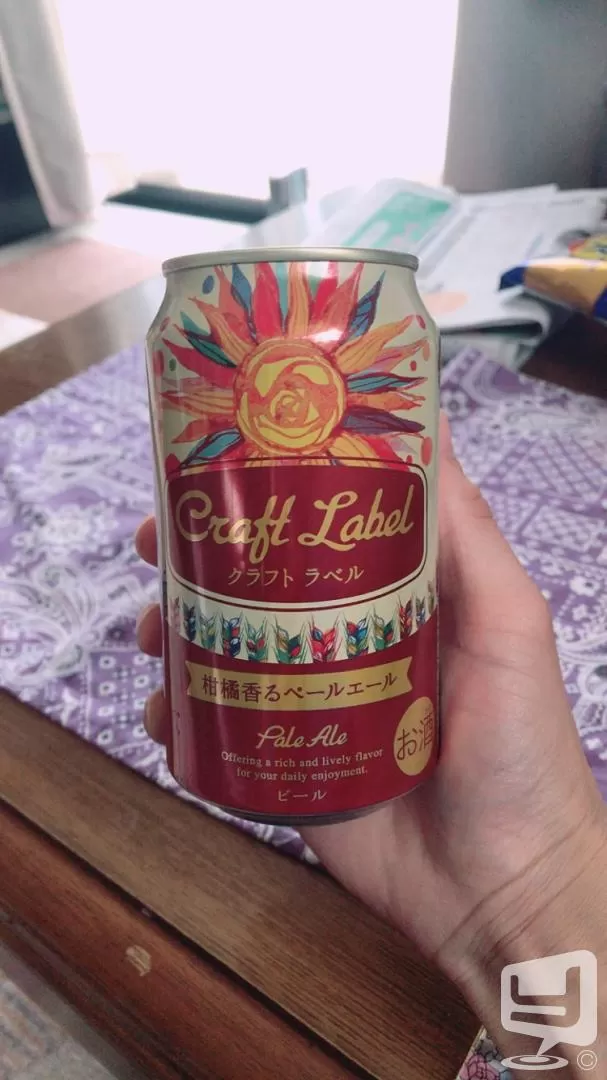 Craft Label
クラフト ラベル
柑橘香るペールエール
Pale Ale
Offering a rich and lively flavor
for your daily enjoyment.
ビール
お酒
©